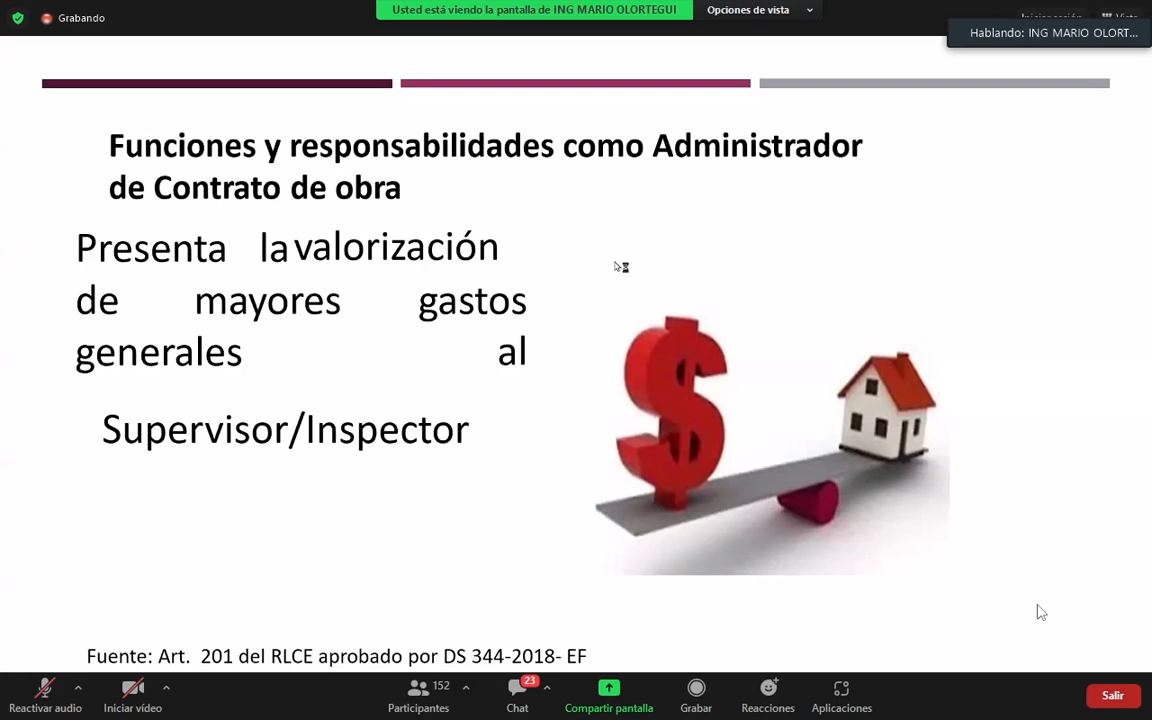 Grabando
Usted está viendo la pantalla de ING MARIO OLORTEGUI
Opciones de vista
Hablando: ING MARIO OLORT...
Funciones y responsabilidades como Administrador
de Contrato de obra
Presenta la valorización
de mayores gastos
generales al
Supervisor/Inspector
Fuente: Art. 201 del RLCE aprobado por DS 344-2018- EF
Reactivar audio
Iniciar vídeo
152
Participantes
23
Chat
Compartir pantalla
Grabar
Reacciones
Aplicaciones
Salir